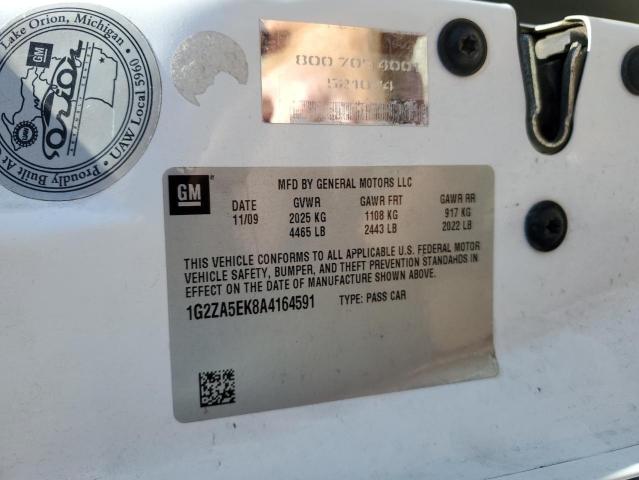 Lake Orion, Michigan
GM
orion
Proudly Built At
UAW Local 5960
GM
MFD BY GENERAL MOTORS LLC
DATE GVWR GAWR FRT GAWR RR
11/09 2025 KG 1108 KG 917 KG
4465 LB 2443 LB 2022 LB
THIS VEHICLE CONFORMS TO ALL APPLICABLE U.S. FEDERAL MOTOR
VEHICLE SAFETY, BUMPER, AND THEFT PREVENTION STANDARDS IN
EFFECT ON THE DATE OF MANUFACTURE SHOWN ABOVE.
1G2ZA5EK8A4164591 TYPE: PASS CAR